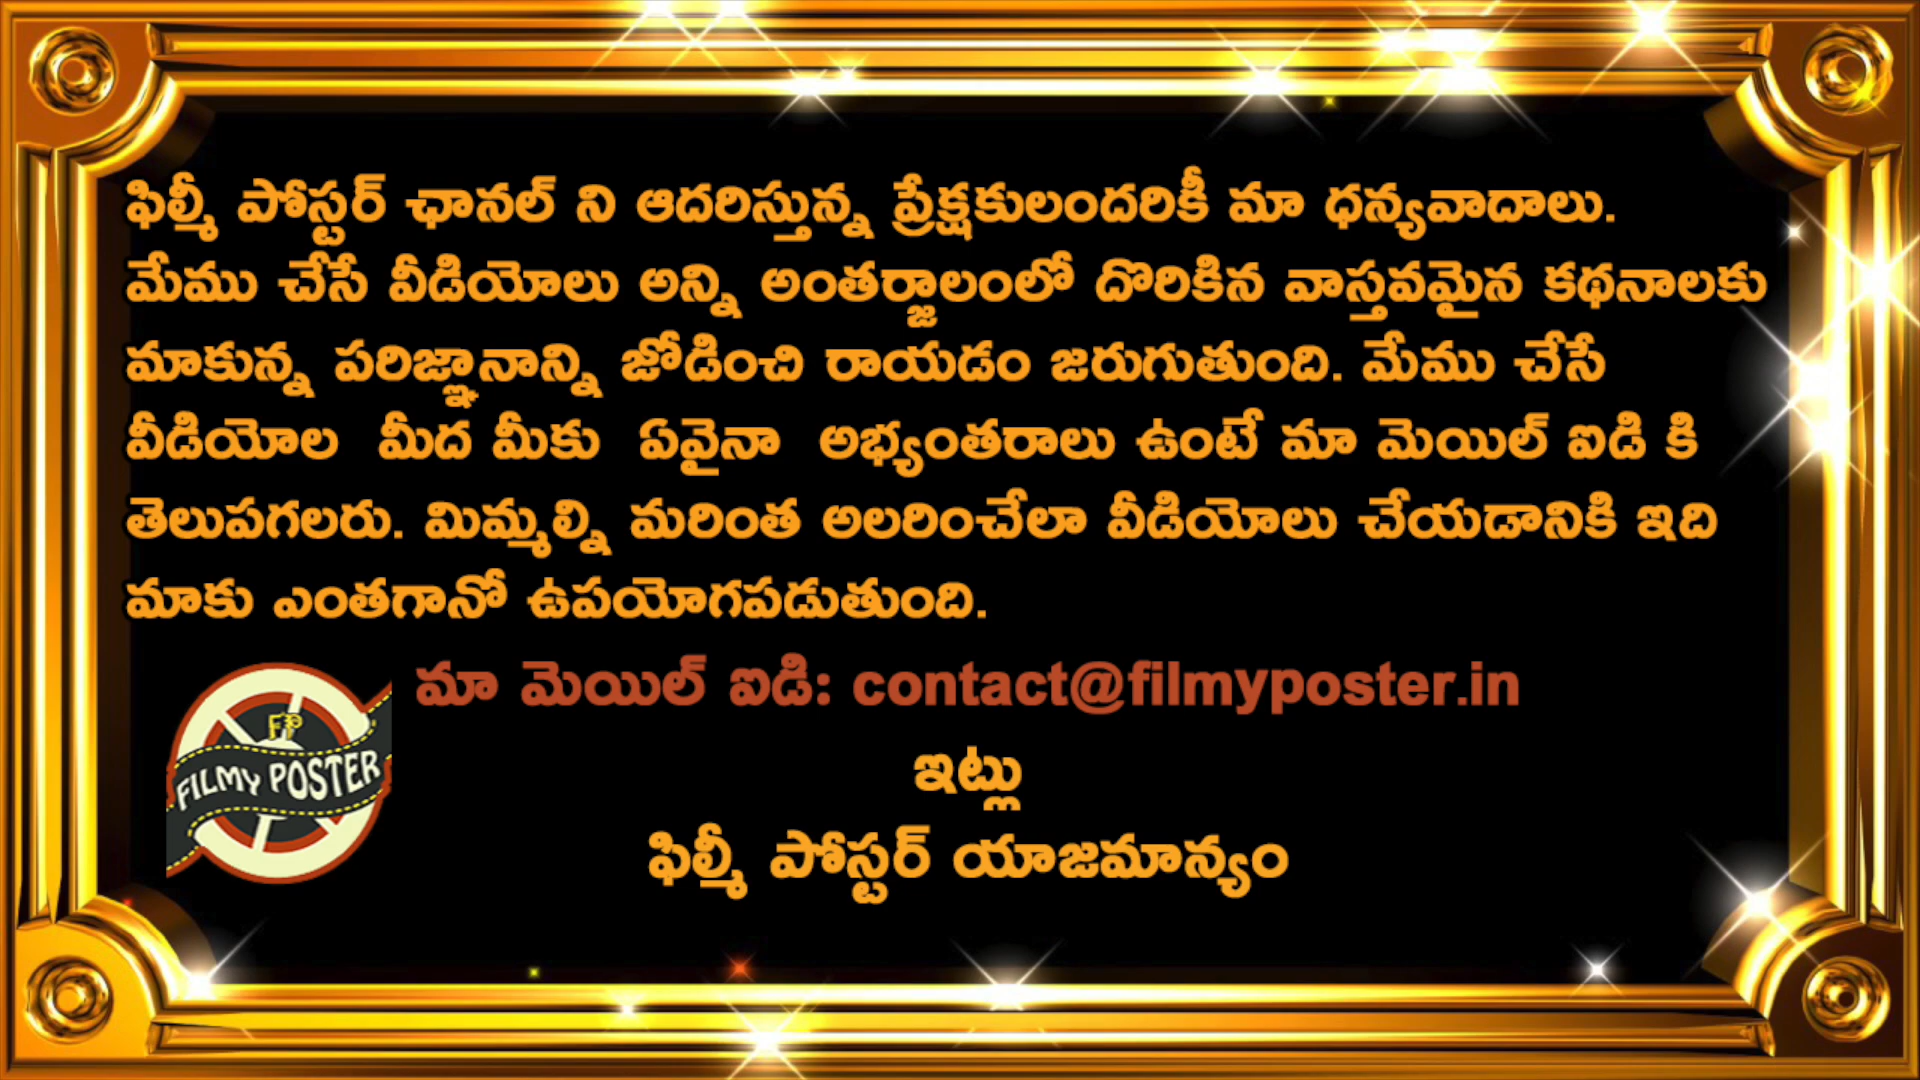 ఫిల్మీ పోస్టర్ ఛానల్ ని ఆదరిస్తున్న ప్రేక్షకులందరికీ మా ధన్యవాదాలు.
మేము చేసే వీడియోలు అన్ని అంతర్జాలంలో దొరికిన వాస్తవమైన కథనాలకు
మాకున్న పరిజ్ఞానాన్ని జోడించి రాయడం జరుగుతుంది. మేము చేసే
వీడియోల మీద మీకు ఏవైనా అభ్యంతరాలు ఉంటే మా మెయిల్ ఐడి కి
తెలుపగలరు. మిమ్మల్ని మరింత అలరించేలా వీడియోలు చేయడానికి ఇది
మాకు ఎంతగానో ఉపయోగపడుతుంది.
మా మెయిల్ ఐడి: contact@filmyposter.in
FP
FILMY POSTER
ఇట్లు
ఫిల్మీ పోస్టర్ యాజమాన్యం